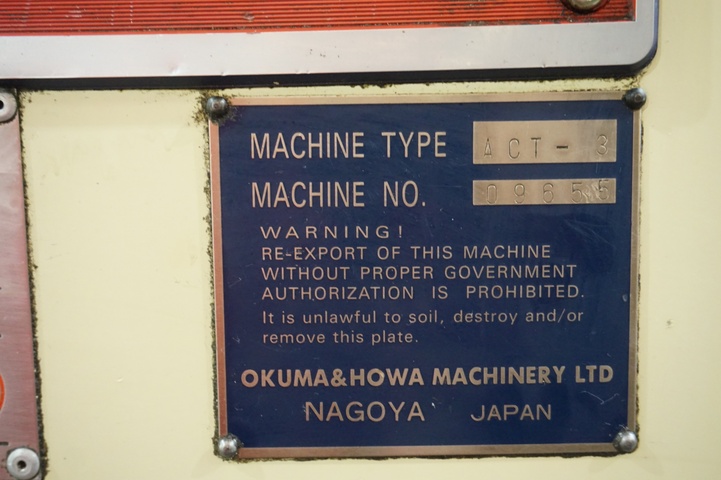 MACHINE TYPE ACT-3
MACHINE NO. 09655
WARNING!
RE-EXPORT OF THIS MACHINE
WITHOUT PROPER GOVERNMENT
AUTHORIZATION IS PROHIBITED.
It is unlawful to soil, destroy and/or
remove this plate.
OKUMA&HOWA MACHINERY LTD
NAGOYA JAPAN